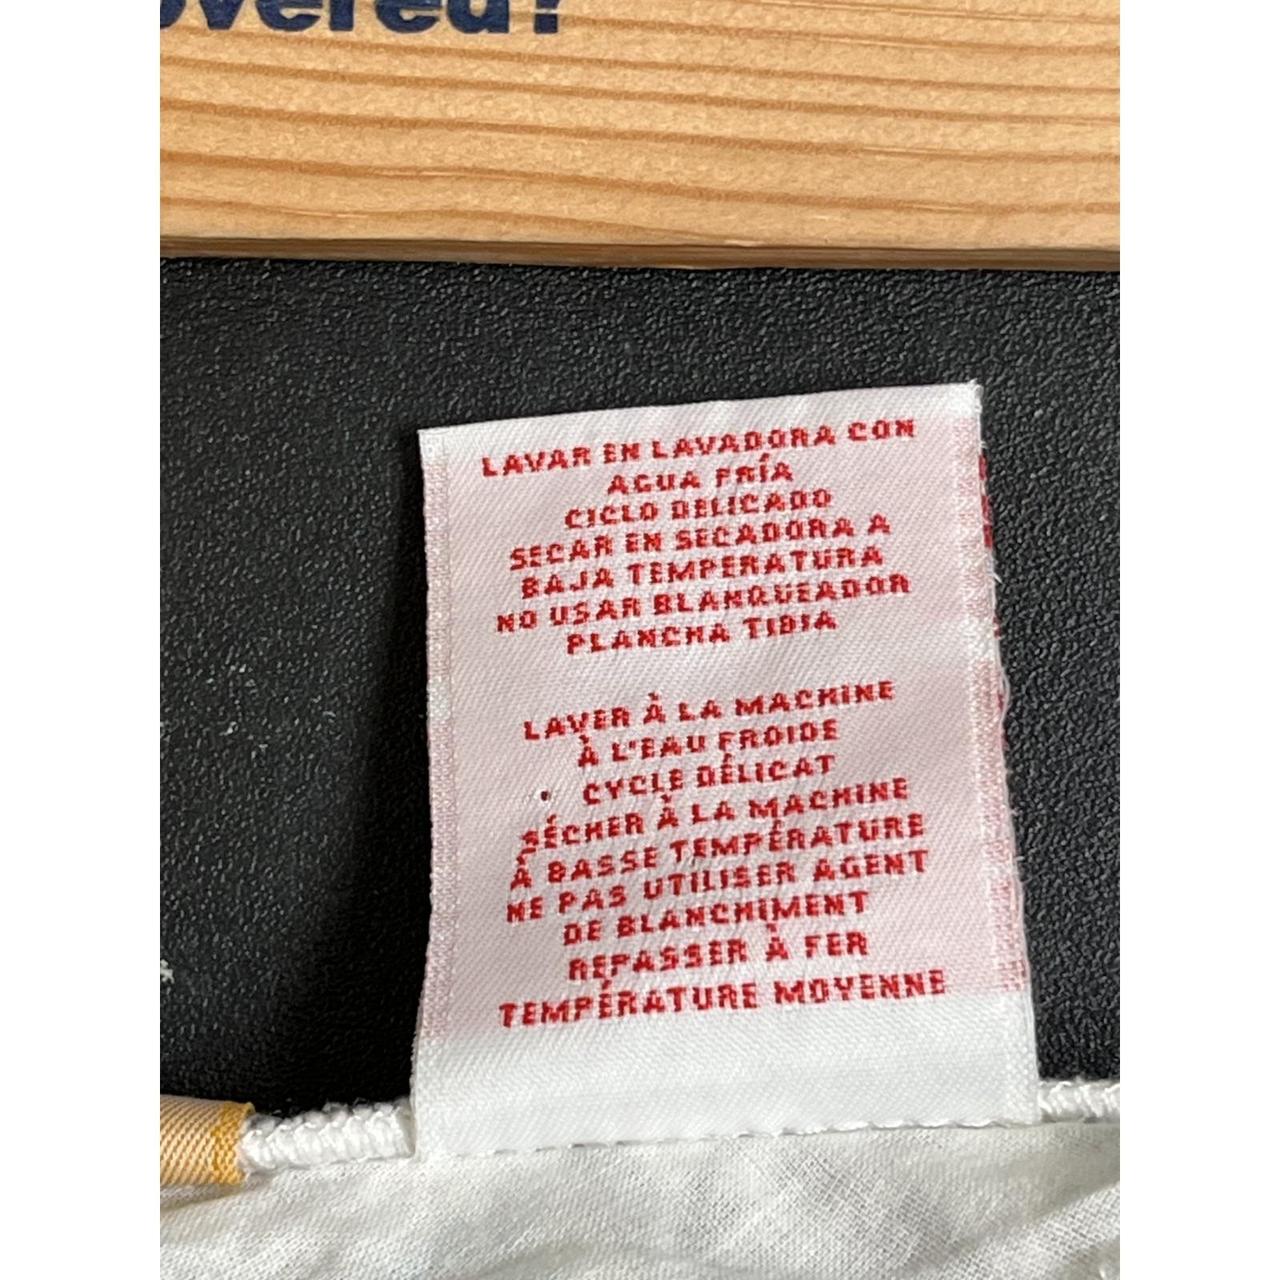 overed?
LAVAR EN LAVADORA CON
AGUA FRÍA
CICLO DELICADO
SECAR EN SECADORA A
BAJA TEMPERATURA
NO USAR BLANQUEADOR
PLANCHA TIBIA
LAVER À LA MACHINE
À L'EAU FROIDE
CYCLE DÉLICAT
SÉCHER À LA MACHINE
À BASSE TEMPÉRATURE
NE PAS UTILISER AGENT
DE BLANCHIMENT
REPASSER À FER
TEMPÉRATURE MOYENNE